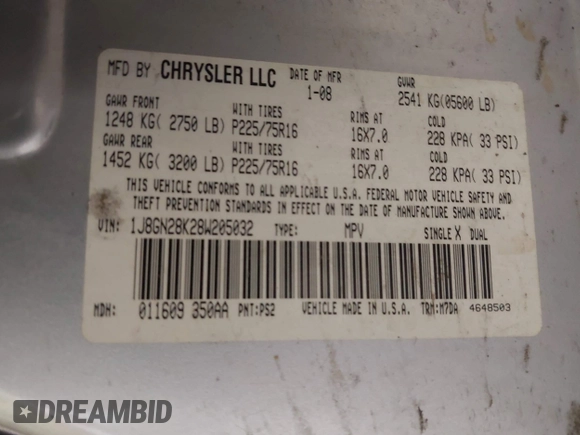 MFD BY CHRYSLER LLC DATE OF MFR 1-08 GVWR 2541 KG(05600 LB)
GAWR FRONT WITH TIRES RIMS AT COLD
1248 KG( 2750 LB) P225/75R16 16X7.0 228 KPA( 33 PSI)
GAWR REAR WITH TIRES RIMS AT COLD
1452 KG( 3200 LB) P225/75R16 16X7.0 228 KPA( 33 PSI)
THIS VEHICLE CONFORMS TO ALL APPLICABLE U.S.A. FEDERAL MOTOR VEHICLE SAFETY AND
THEFT PREVENTION STANDARDS IN EFFECT ON THE DATE OF MANUFACTURE SHOWN ABOVE.
VIN: 1J8GN28K28W205032 TYPE: MPV SINGLE X DUAL
MDH: 011609 350AA PNT:PS2 VEHICLE MADE IN U.S.A. TRM:M7DA 4648503
DREAMBID